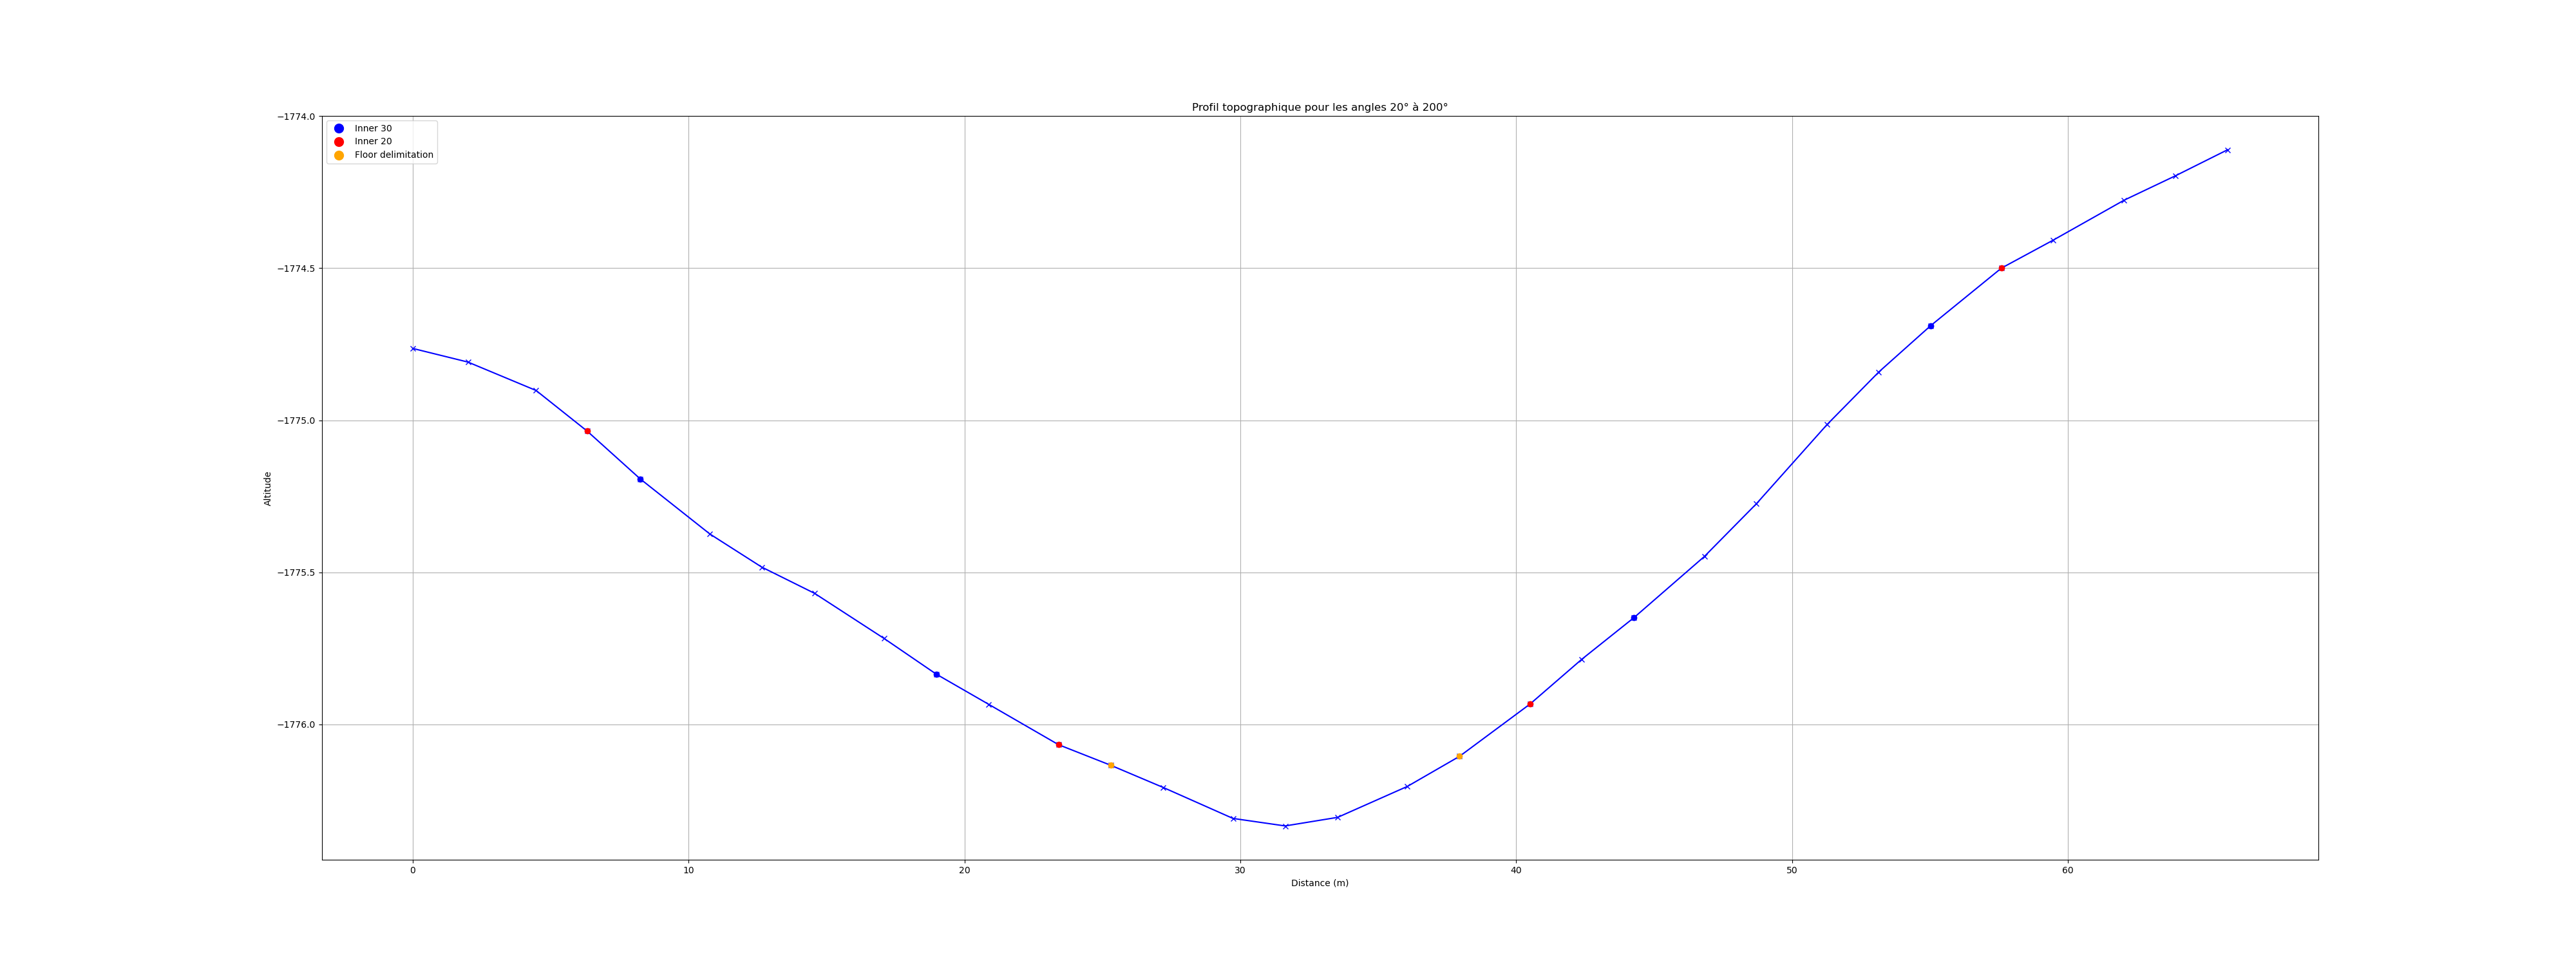 Profil topographique pour les angles 20° à 200°
Inner 30
Inner 20
Floor delimitation
−1774.0
−1774.5
−1775.0
−1775.5
−1776.0
Altitude
0 10 20 30 40 50 60
Distance (m)